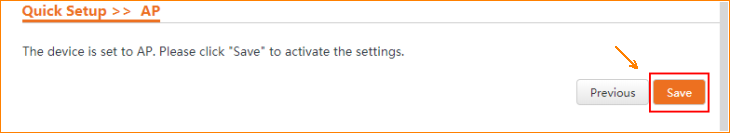 Quick Setup >> AP
The device is set to AP. Please click "Save" to activate the settings.
Previous Save